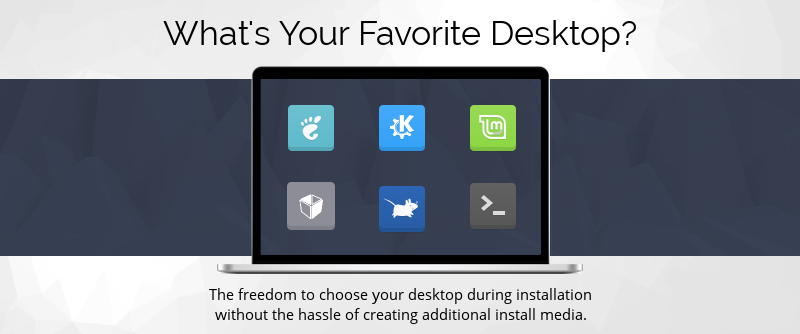 What's Your Favorite Desktop?
The freedom to choose your desktop during installation
without the hassle of creating additional install media.